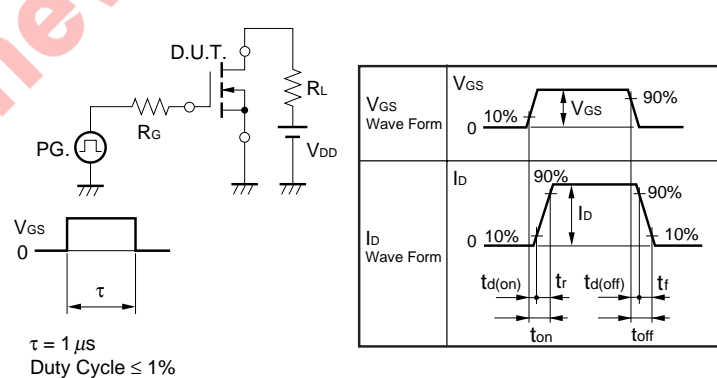 new
D.U.T.
RL
RG
PG.
VDD
VGS
0
τ
τ = 1 μs
Duty Cycle ≤ 1%
VGS
Wave Form
VGS
10%
0
VGS
90%
ID
Wave Form
ID
90%
0
10%
ID
90%
10%
td(on)
tr
td(off)
tf
ton
toff